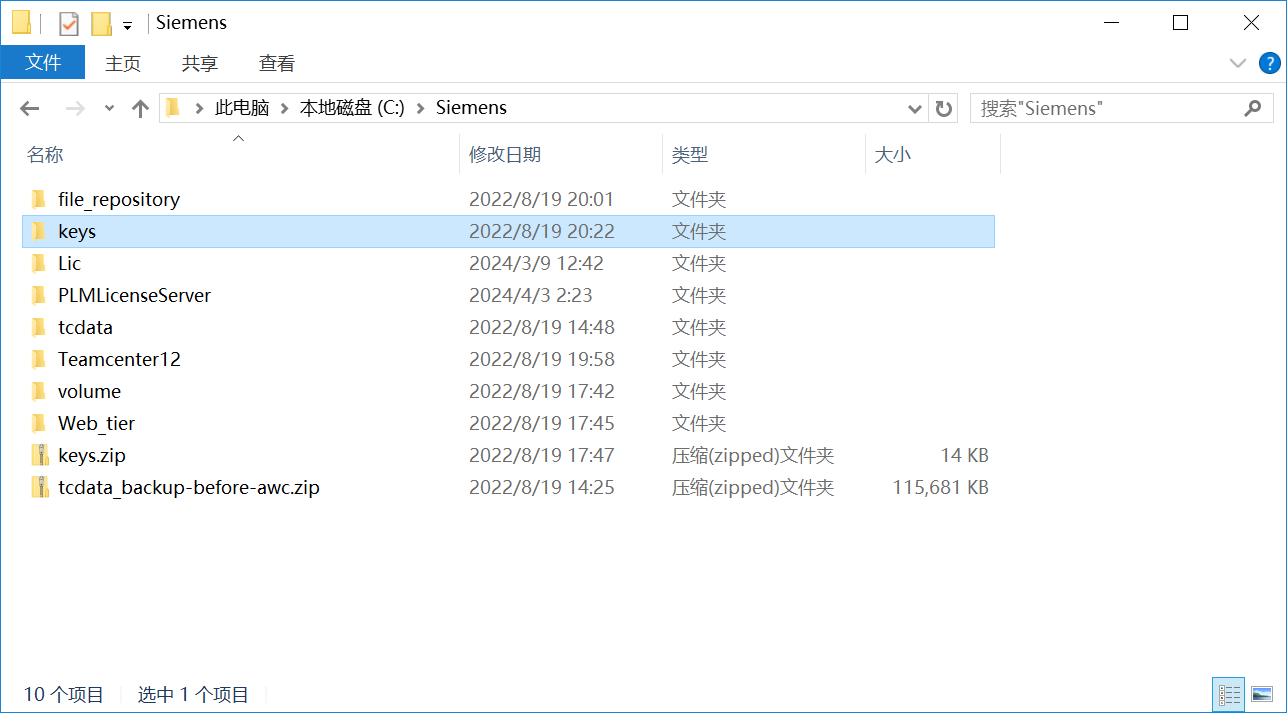 Siemens
文件 主页 共享 查看
此电脑 本地磁盘 (C:) Siemens 搜索"Siemens"
名称 修改日期 类型 大小
file_repository 2022/8/19 20:01 文件夹
keys 2022/8/19 20:22 文件夹
Lic 2024/3/9 12:42 文件夹
PLMLicenseServer 2024/4/3 2:23 文件夹
tcdata 2022/8/19 14:48 文件夹
Teamcenter12 2022/8/19 19:58 文件夹
volume 2022/8/19 17:42 文件夹
Web_tier 2022/8/19 17:45 文件夹
keys.zip 2022/8/19 17:47 压缩(zipped)文件夹 14 KB
tcdata_backup-before-awc.zip 2022/8/19 14:25 压缩(zipped)文件夹 115,681 KB
10 个项目 选中 1 个项目